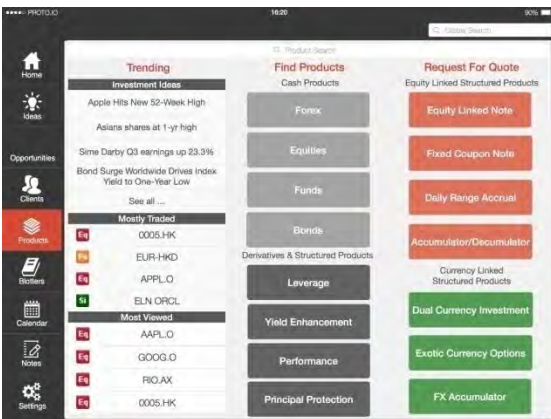 PHOTO.IO
16:20
90%
Global Search
Product Search
Home
Ideas
Opportunities
Clients
Products
Blotters
Calendar
Notes
Settings
Trending
Investment Ideas
Apple Hits New 52-Week High
Asians shares at 1-yr high
Sime Darby Q3 earnings up 23.3%
Bond Surge Worldwide Drives Index
Yield to One-Year Low
See all ...
Mostly Traded
Eq 0005.HK
Fx EUR-HKD
Eq APPL.O
SI ELN ORCL
Most Viewed
Eq AAPL.O
Eq GOOG.O
Eq RIO.AX
Eq 0005.HK
Find Products
Cash Products
Forex
Equities
Funds
Bonds
Derivatives & Structured Products
Leverage
Yield Enhancement
Performance
Principal Protection
Request For Quote
Equity Linked Structured Products
Equity Linked Note
Fixed Coupon Note
Daily Range Accrual
Accumulator/Decumulator
Currency Linked
Structured Products
Dual Currency Investment
Exotic Currency Options
FX Accumulator